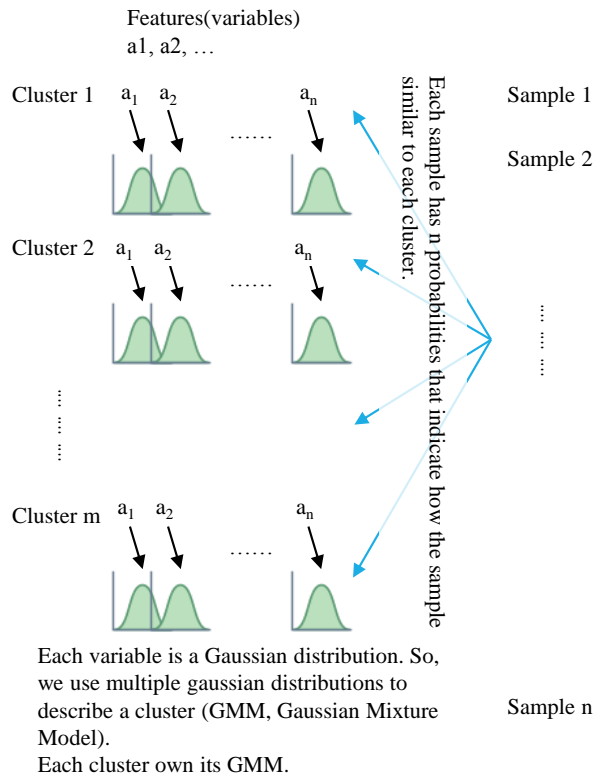 Features(variables)
a1, a2, …
Cluster 1 a₁ a₂ …… aₙ
Cluster 2 a₁ a₂ …… aₙ
… … …
Cluster m a₁ a₂ …… aₙ
Each variable is a Gaussian distribution. So,
we use multiple gaussian distributions to
describe a cluster (GMM, Gaussian Mixture
Model).
Each cluster own its GMM.
Each sample has n probabilities that indicate how the sample
similar to each cluster.
Sample 1
Sample 2
… … …
Sample n